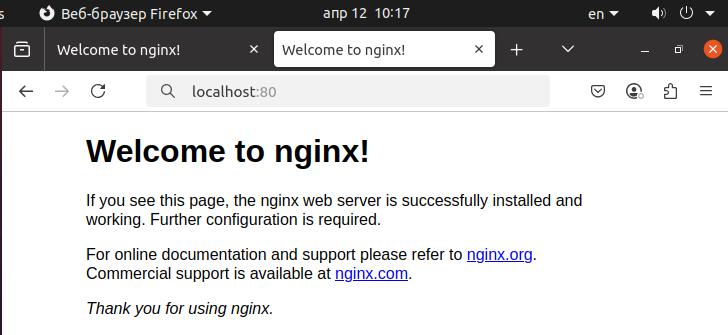 s Веб-браузер Firefox апр 12 10:17 en
Welcome to nginx! Welcome to nginx!
localhost:80
Welcome to nginx!
If you see this page, the nginx web server is successfully installed and
working. Further configuration is required.
For online documentation and support please refer to nginx.org.
Commercial support is available at nginx.com.
Thank you for using nginx.